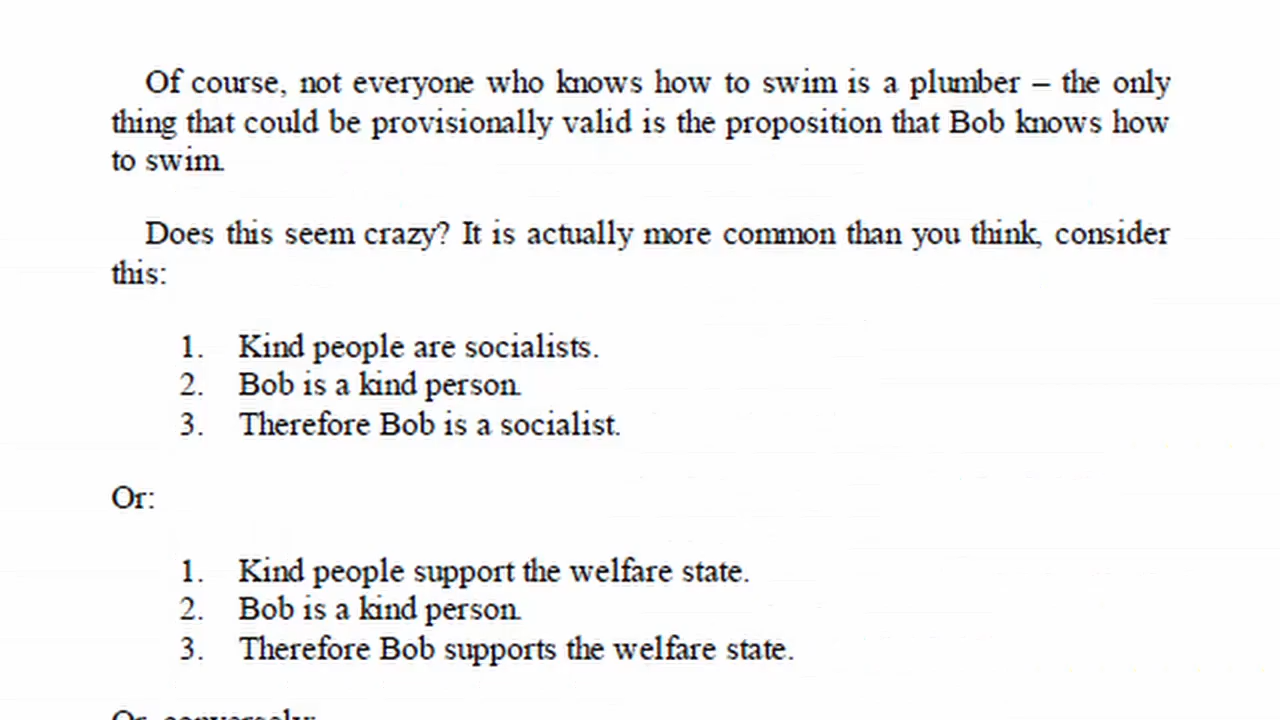 Of course, not everyone who knows how to swim is a plumber – the only
thing that could be provisionally valid is the proposition that Bob knows how
to swim.
Does this seem crazy? It is actually more common than you think, consider
this:
1. Kind people are socialists.
2. Bob is a kind person.
3. Therefore Bob is a socialist.
Or:
1. Kind people support the welfare state.
2. Bob is a kind person.
3. Therefore Bob supports the welfare state.
Or, conversely: